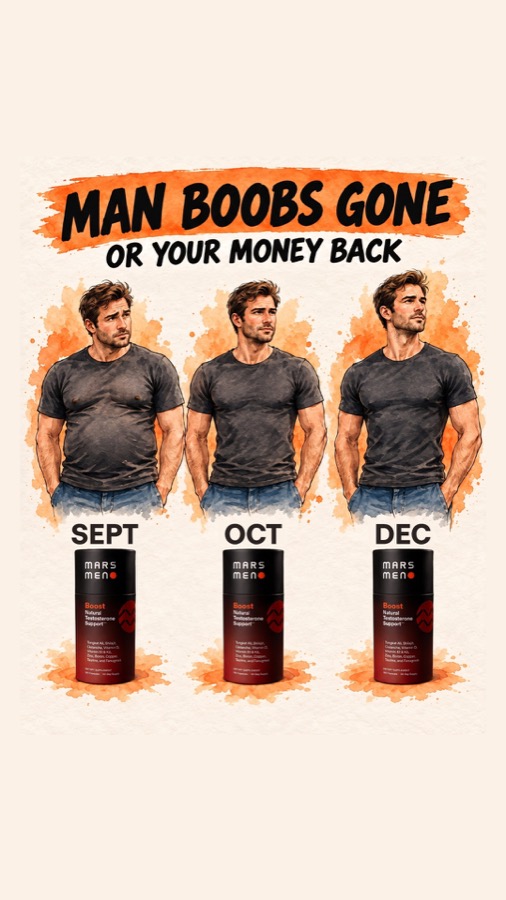 MAN BOOBS GONE
OR YOUR MONEY BACK
SEPT
OCT
DEC
MARS
MEN
Boost
Natural
Testosterone
Support
MARS
MEN
Boost
Natural
Testosterone
Support
MARS
MEN
Boost
Natural
Testosterone
Support